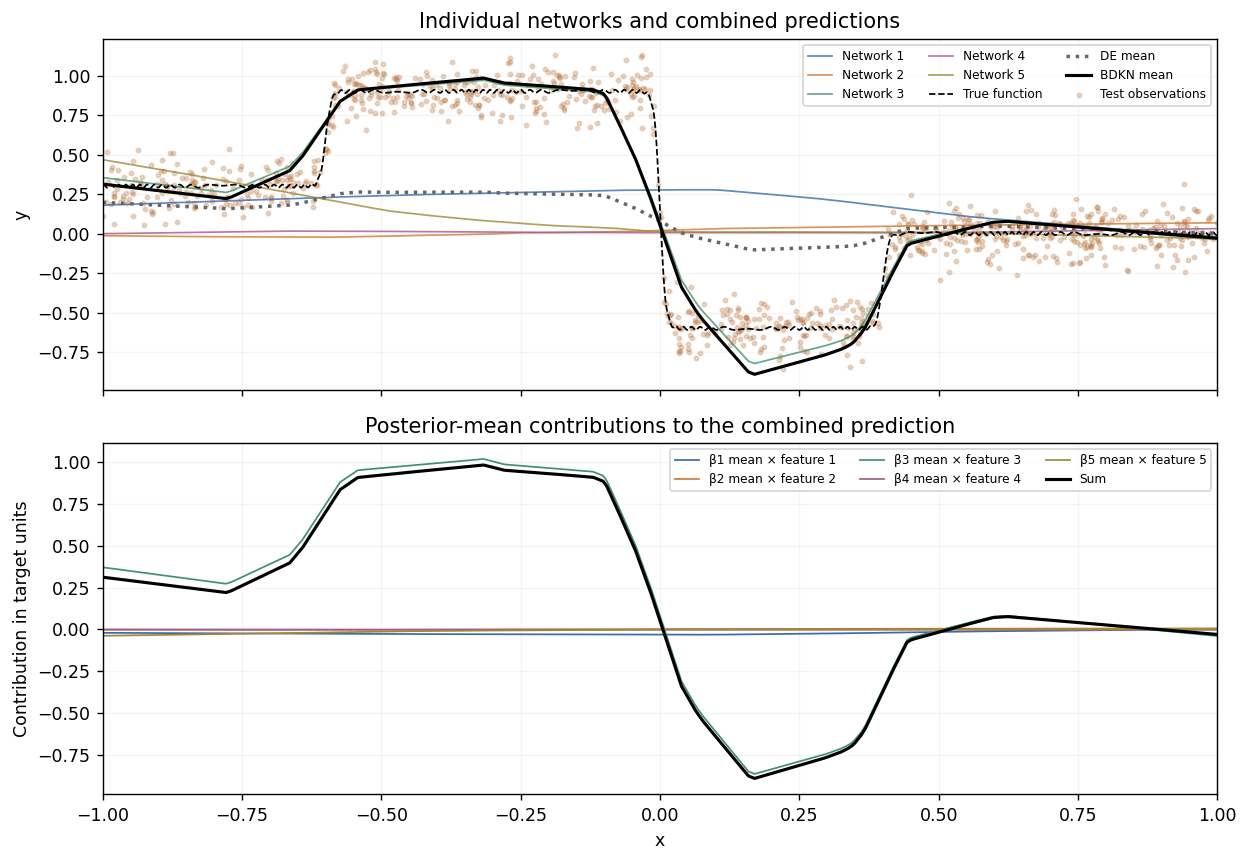 Individual networks and combined predictions
Network 1
Network 2
Network 3
Network 4
Network 5
True function
DE mean
BDKN mean
Test observations
y
1.00
0.75
0.50
0.25
0.00
−0.25
−0.50
−0.75
Posterior-mean contributions to the combined prediction
β1 mean × feature 1
β2 mean × feature 2
β3 mean × feature 3
β4 mean × feature 4
β5 mean × feature 5
Sum
Contribution in target units
1.00
0.75
0.50
0.25
0.00
−0.25
−0.50
−0.75
−1.00 −0.75 −0.50 −0.25 0.00 0.25 0.50 0.75 1.00
x